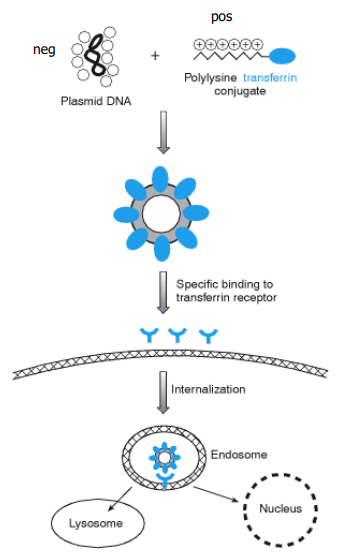 pos
neg
+
⊕⊕⊕⊕⊕⊕
Plasmid DNA
Polylysine transferrin
conjugate
Specific binding to
transferrin receptor
Internalization
Endosome
Lysosome
Nucleus